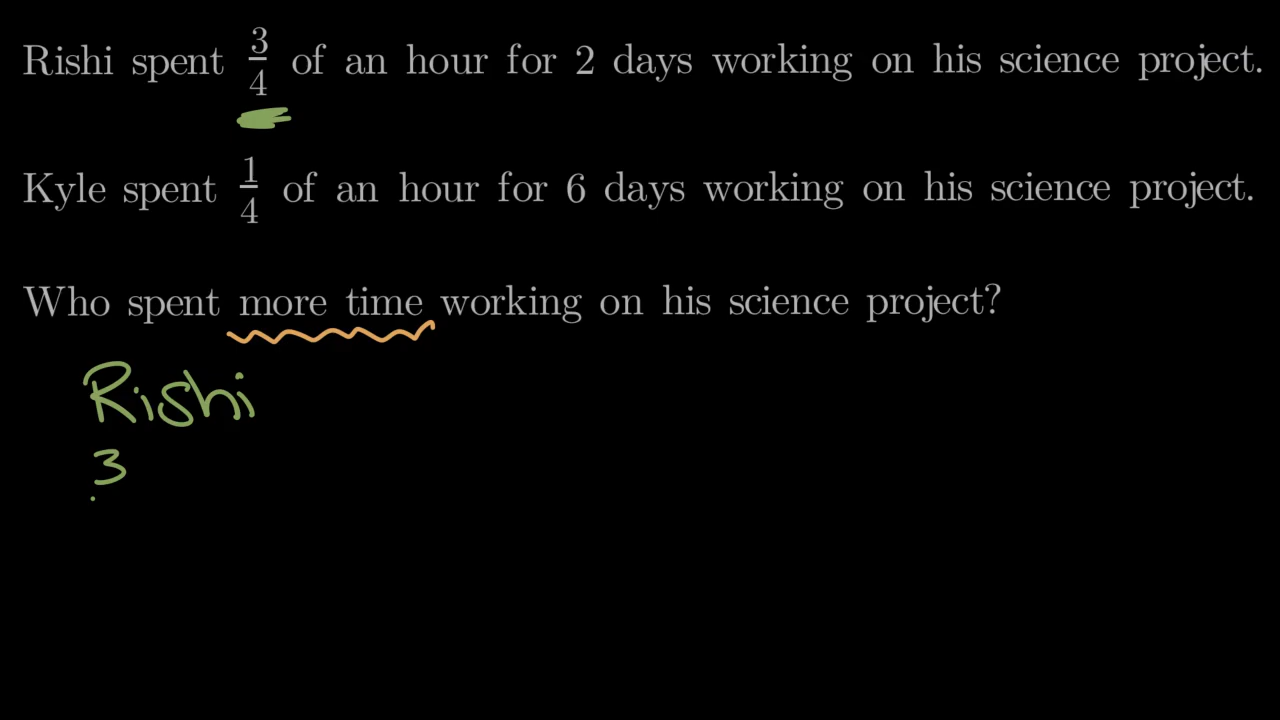 Rishi spent 3/4 of an hour for 2 days working on his science project.
Kyle spent 1/4 of an hour for 6 days working on his science project.
Who spent more time working on his science project?
Rishi
3